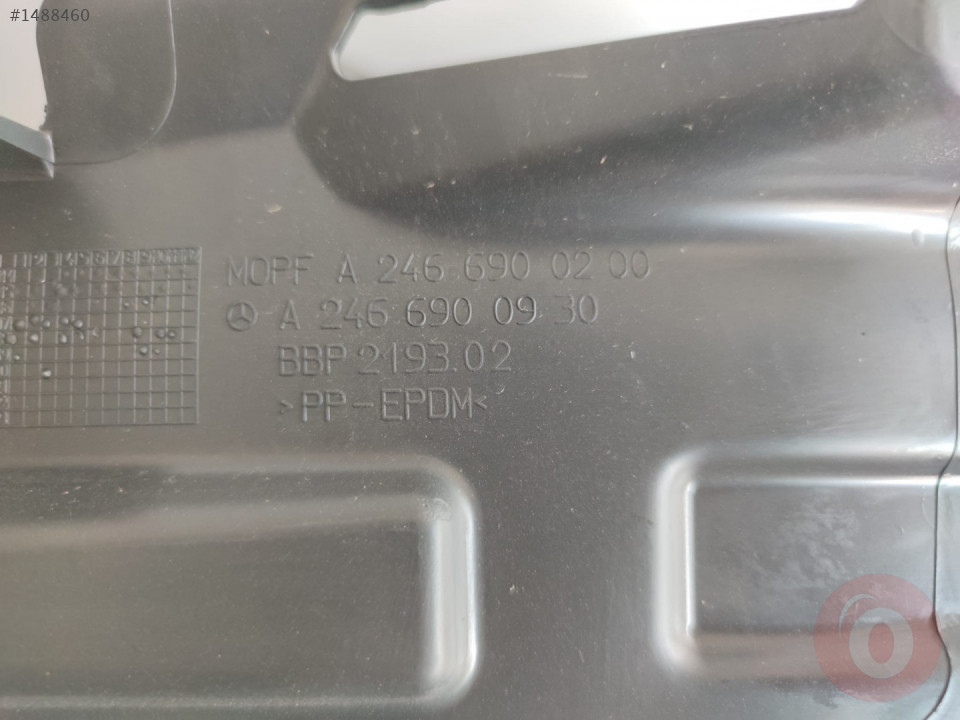 #1488460
MOPF A 246 690 02 00
A 246 690 09 30
BBP 2193.02
>PP-EPDM<